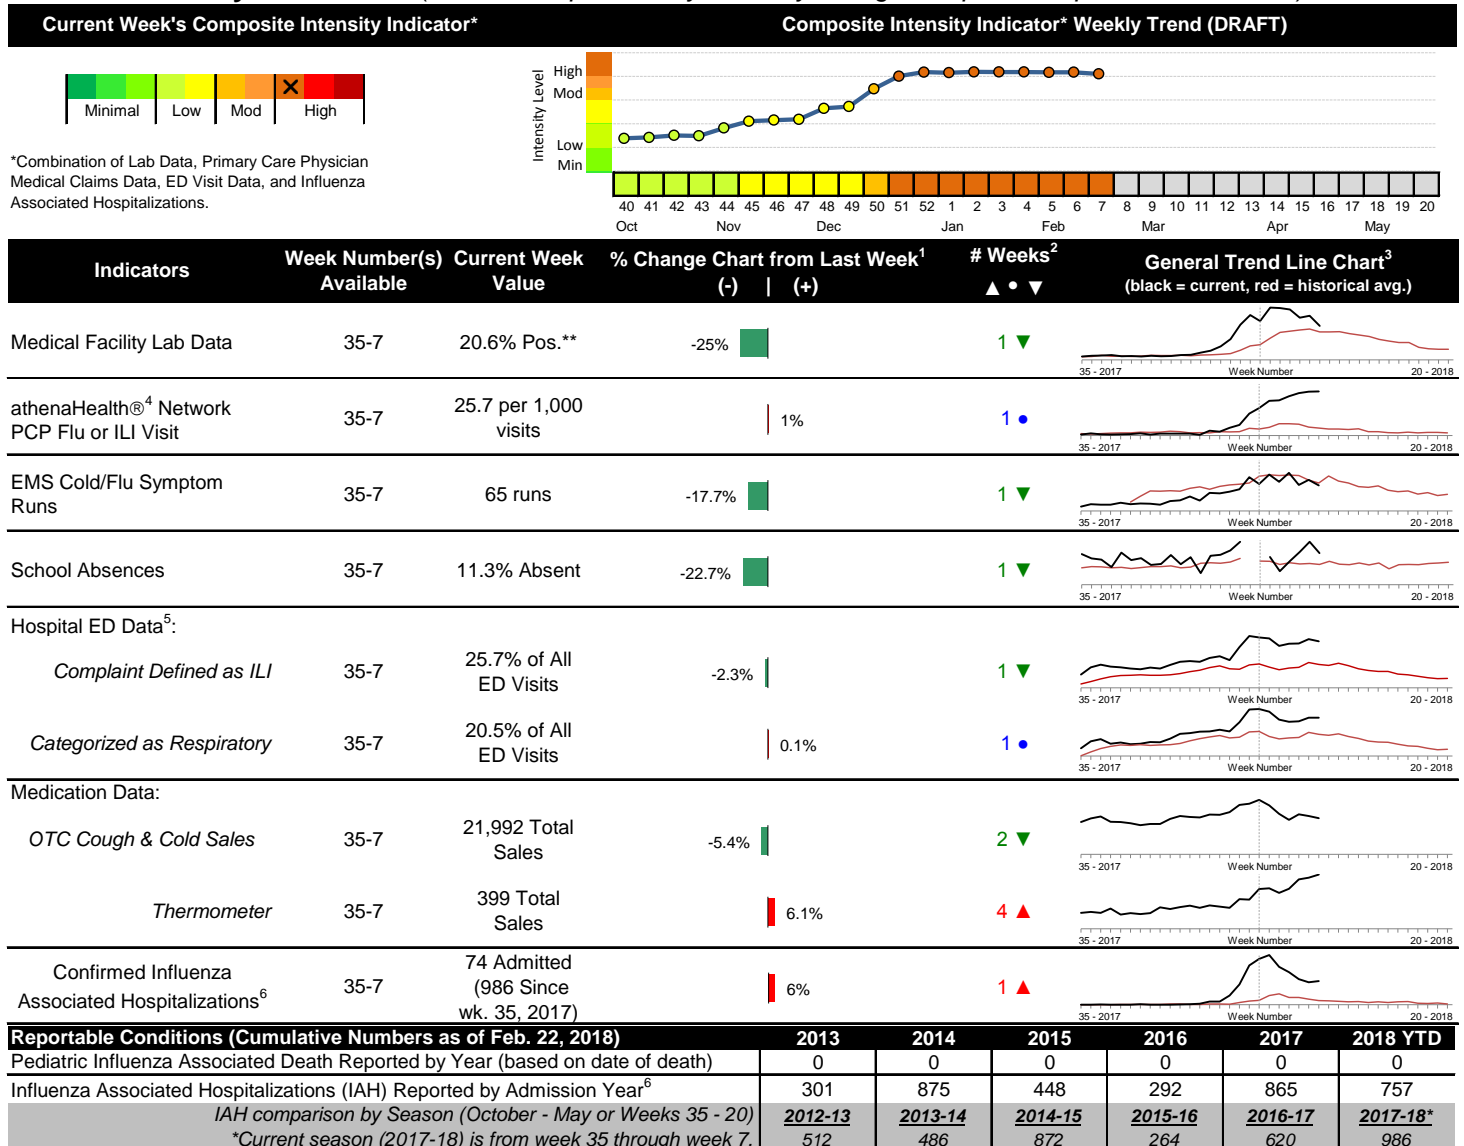 Current Week's Composite Intensity Indicator*
Composite Intensity Indicator* Weekly Trend (DRAFT)
Minimal Low Mod High
*Combination of Lab Data, Primary Care Physician
Medical Claims Data, ED Visit Data, and Influenza
Associated Hospitalizations.
Intensity Level
High
Mod
Low
Min
40 41 42 43 44 45 46 47 48 49 50 51 52 1 2 3 4 5 6 7 8 9 10 11 12 13 14 15 16 17 18 19 20
Oct Nov Dec Jan Feb Mar Apr May
Indicators
Week Number(s)
Available
Current Week
Value
% Change Chart from Last Week¹
(-) | (+)
# Weeks²
▲ ● ▼
General Trend Line Chart³
(black = current, red = historical avg.)
Medical Facility Lab Data 35-7 20.6% Pos.** -25% 1 ▼
35 - 2017 Week Number 20 - 2018
athenaHealth®⁴ Network
PCP Flu or ILI Visit
35-7
25.7 per 1,000
visits
1% 1 ●
35 - 2017 Week Number 20 - 2018
EMS Cold/Flu Symptom
Runs
35-7 65 runs -17.7% 1 ▼
35 - 2017 Week Number 20 - 2018
School Absences 35-7 11.3% Absent -22.7% 1 ▼
35 - 2017 Week Number 20 - 2018
Hospital ED Data⁵:
Complaint Defined as ILI 35-7
25.7% of All
ED Visits
-2.3% 1 ▼
35 - 2017 Week Number 20 - 2018
Categorized as Respiratory 35-7
20.5% of All
ED Visits
0.1% 1 ●
35 - 2017 Week Number 20 - 2018
Medication Data:
OTC Cough & Cold Sales 35-7
21,992 Total
Sales
-5.4% 2 ▼
35 - 2017 Week Number 20 - 2018
Thermometer 35-7
399 Total
Sales
6.1% 4 ▲
35 - 2017 Week Number 20 - 2018
Confirmed Influenza
Associated Hospitalizations⁶
35-7
74 Admitted
(986 Since
wk. 35, 2017)
6% 1 ▲
35 - 2017 Week Number 20 - 2018
Reportable Conditions (Cumulative Numbers as of Feb. 22, 2018) 2013 2014 2015 2016 2017 2018 YTD
Pediatric Influenza Associated Death Reported by Year (based on date of death) 0 0 0 0 0 0
Influenza Associated Hospitalizations (IAH) Reported by Admission Year⁶ 301 875 448 292 865 757
IAH comparison by Season (October - May or Weeks 35 - 20) 2012-13 2013-14 2014-15 2015-16 2016-17 2017-18*
*Current season (2017-18) is from week 35 through week 7. 512 486 872 264 620 986